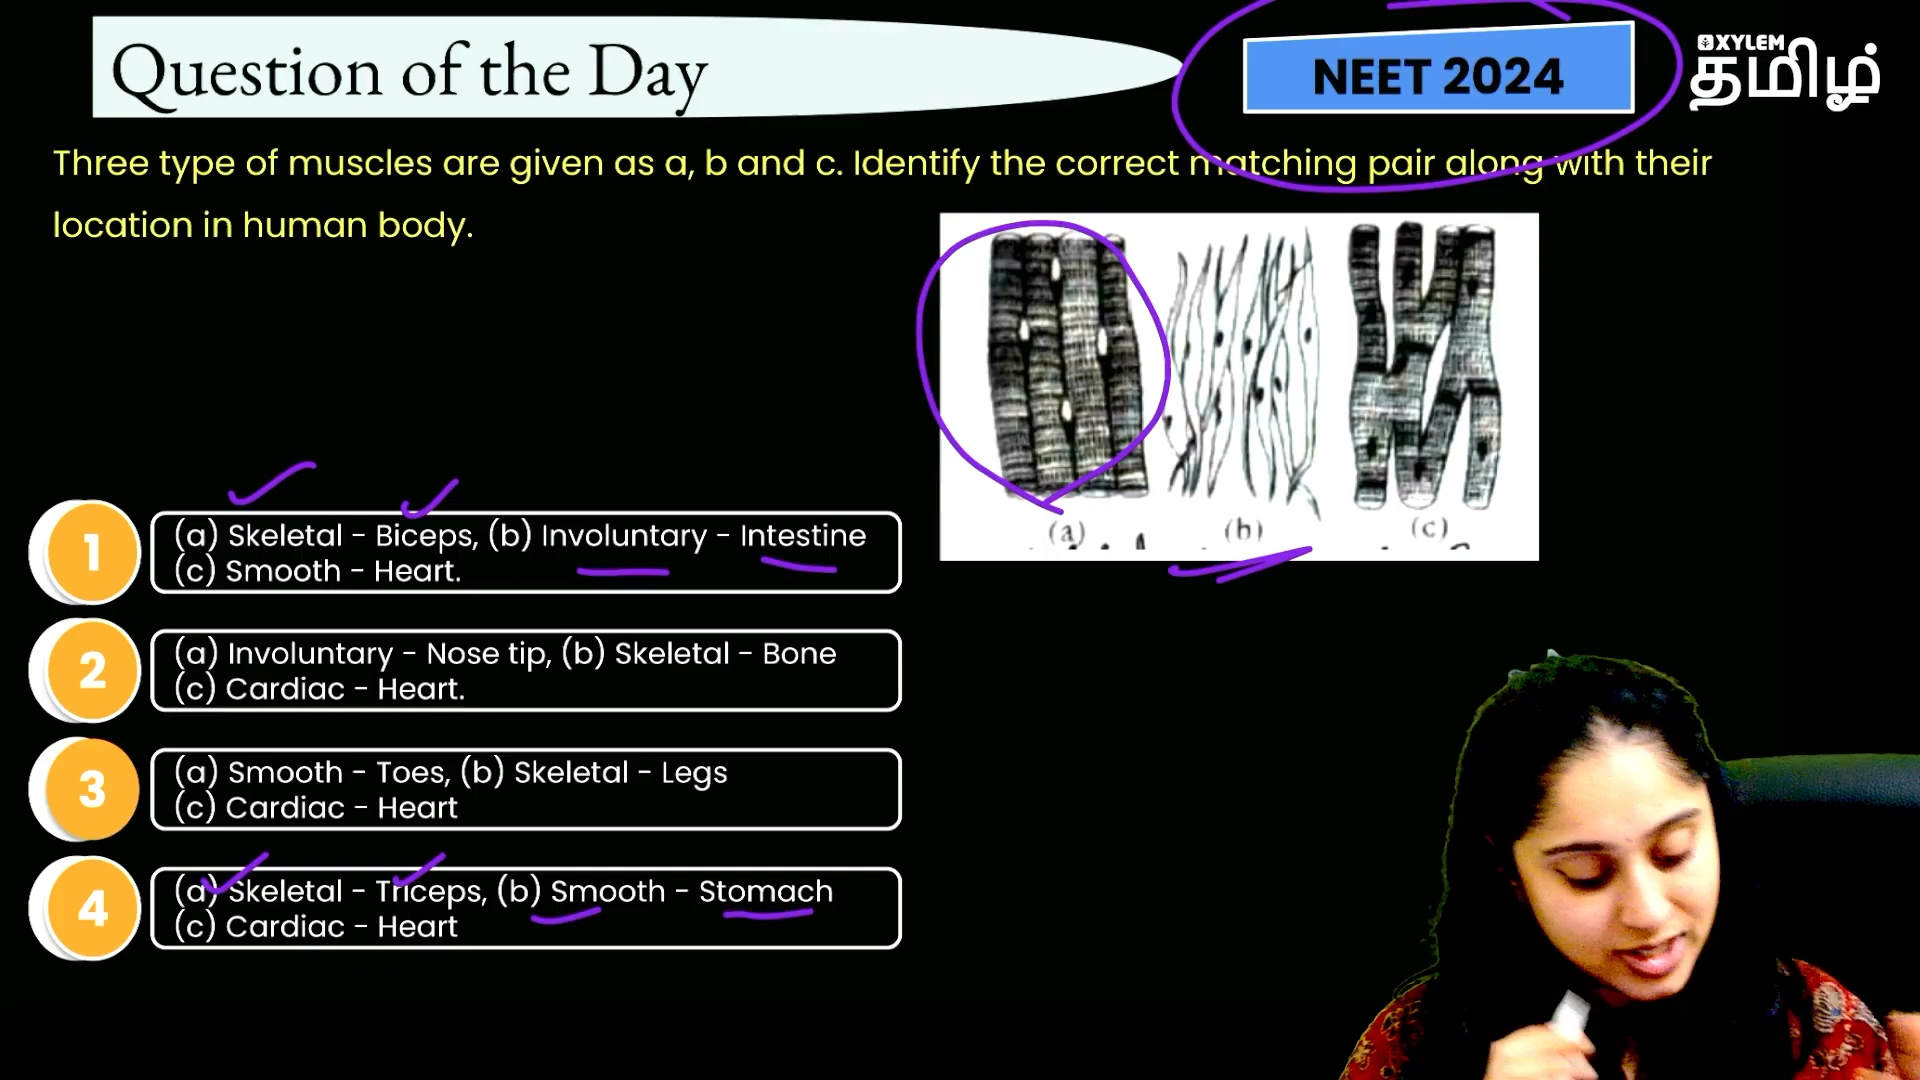 Question of the Day
NEET 2024
XYLEM
தமிழ்
Three type of muscles are given as a, b and c. Identify the correct matching pair along with their
location in human body.
(a) (b) (c)
1
(a) Skeletal - Biceps, (b) Involuntary - Intestine
(c) Smooth - Heart.
2
(a) Involuntary - Nose tip, (b) Skeletal - Bone
(c) Cardiac - Heart.
3
(a) Smooth - Toes, (b) Skeletal - Legs
(c) Cardiac - Heart
4
(a) Skeletal - Triceps, (b) Smooth - Stomach
(c) Cardiac - Heart